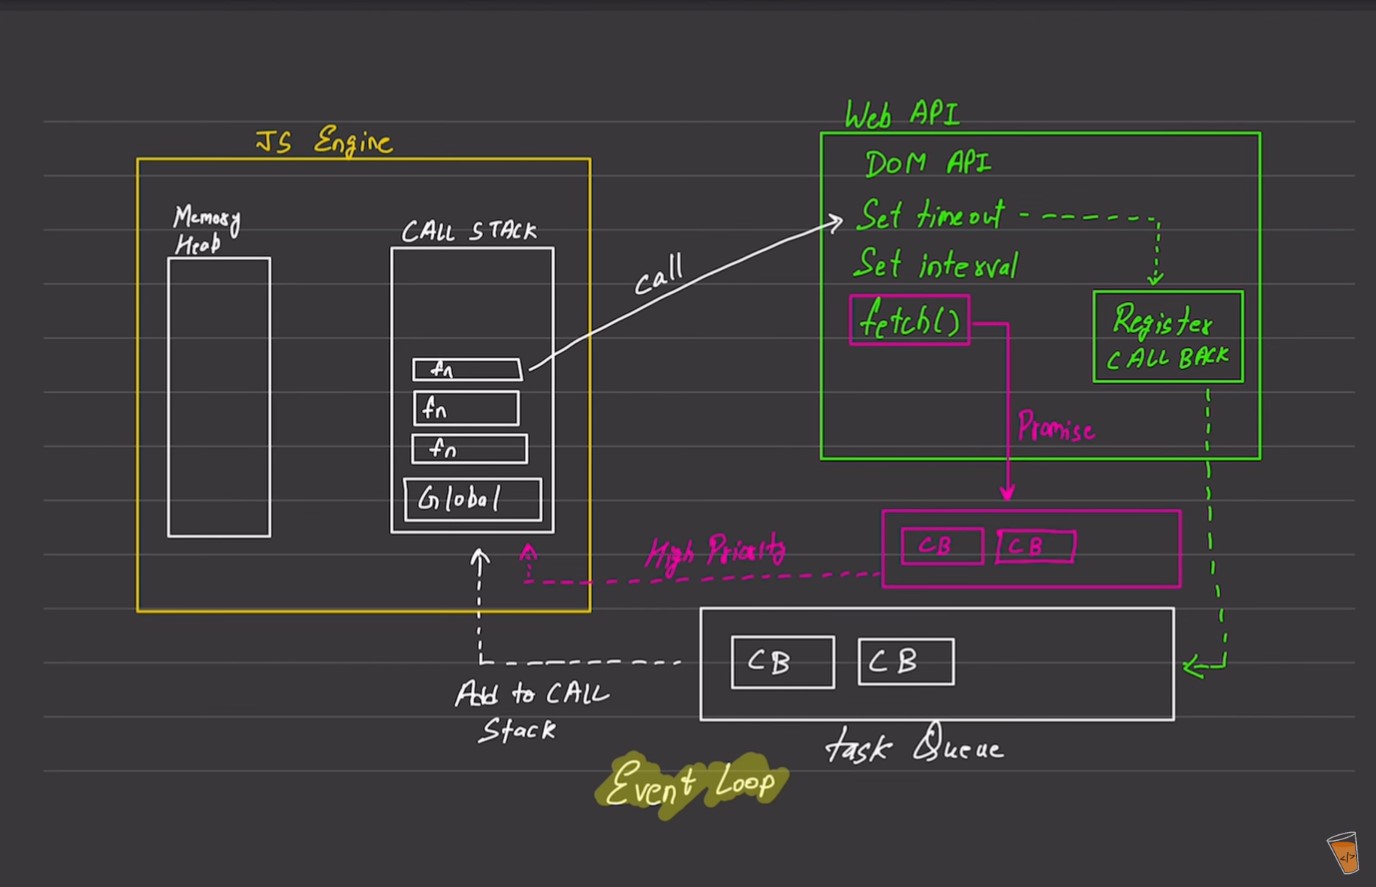 Web API
JS Engine
DOM API
Memory
Heap
CALL STACK
Set timeout
Set interval
call
fetch()
Register
CALL BACK
fn
fn
fn
Global
Promise
High Priority
CB CB
CB CB
Add to CALL
Stack
task Queue
Event Loop
</>